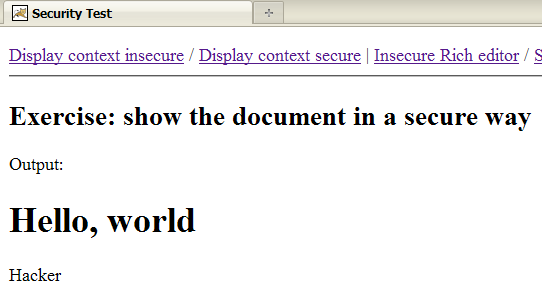 Security Test
Display context insecure / Display context secure | Insecure Rich editor / S
Exercise: show the document in a secure way
Output:
Hello, world
Hacker